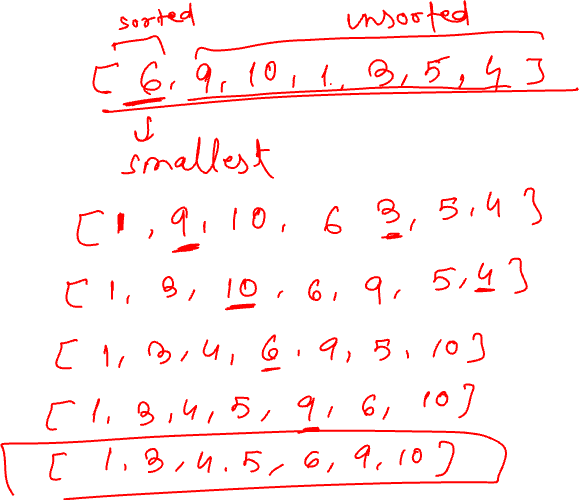 sorted unsorted
[ 6, 9, 10, 1, 3, 5, 4 ]
smallest
[ 1, 9, 10, 6 3, 5, 4 ]
[ 1, 3, 10, 6, 9, 5, 4 ]
[ 1, 3, 4, 6, 9, 5, 10 ]
[ 1, 3, 4, 5, 9, 6, 10 ]
[ 1, 3, 4, 5, 6, 9, 10 ]